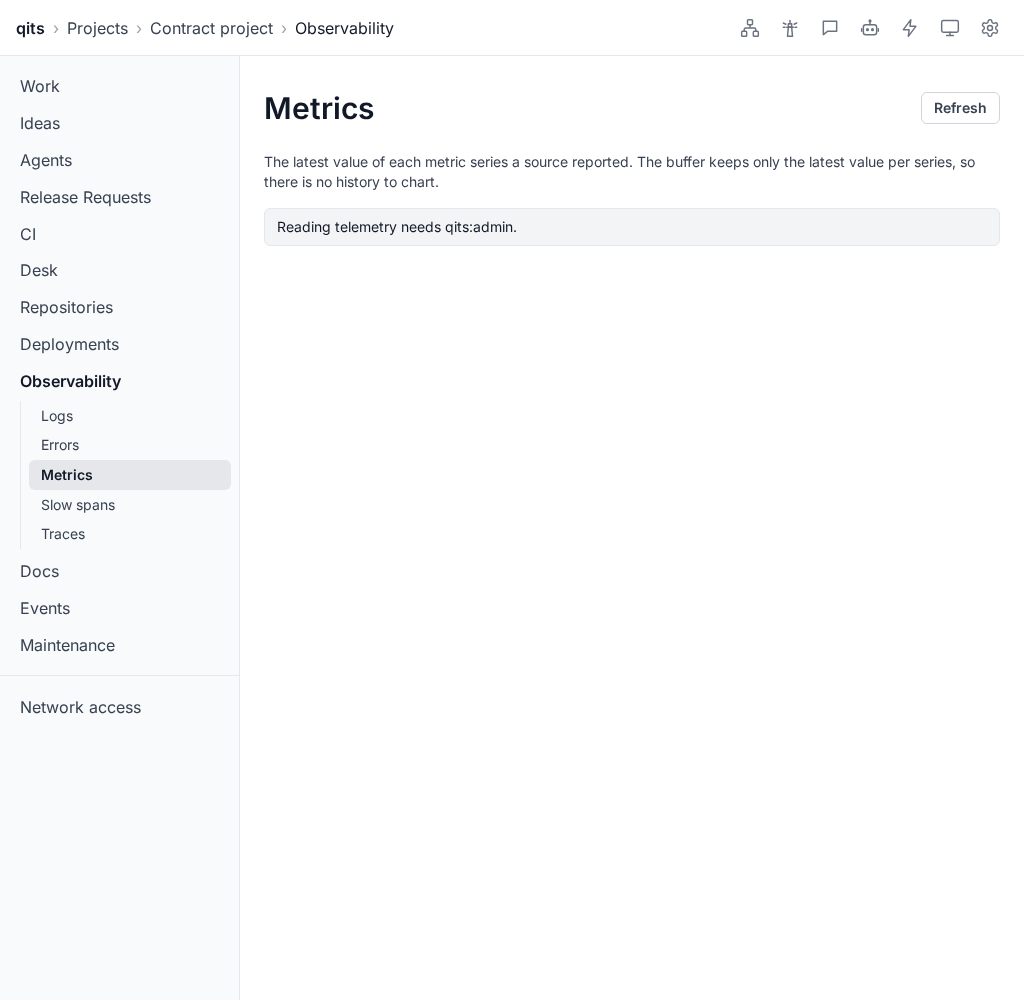 qits › Projects › Contract project › Observability
Work
Ideas
Agents
Release Requests
CI
Desk
Repositories
Deployments
Observability
Logs
Errors
Metrics
Slow spans
Traces
Docs
Events
Maintenance
Network access
Metrics
Refresh
The latest value of each metric series a source reported. The buffer keeps only the latest value per series, so
there is no history to chart.
Reading telemetry needs qits:admin.